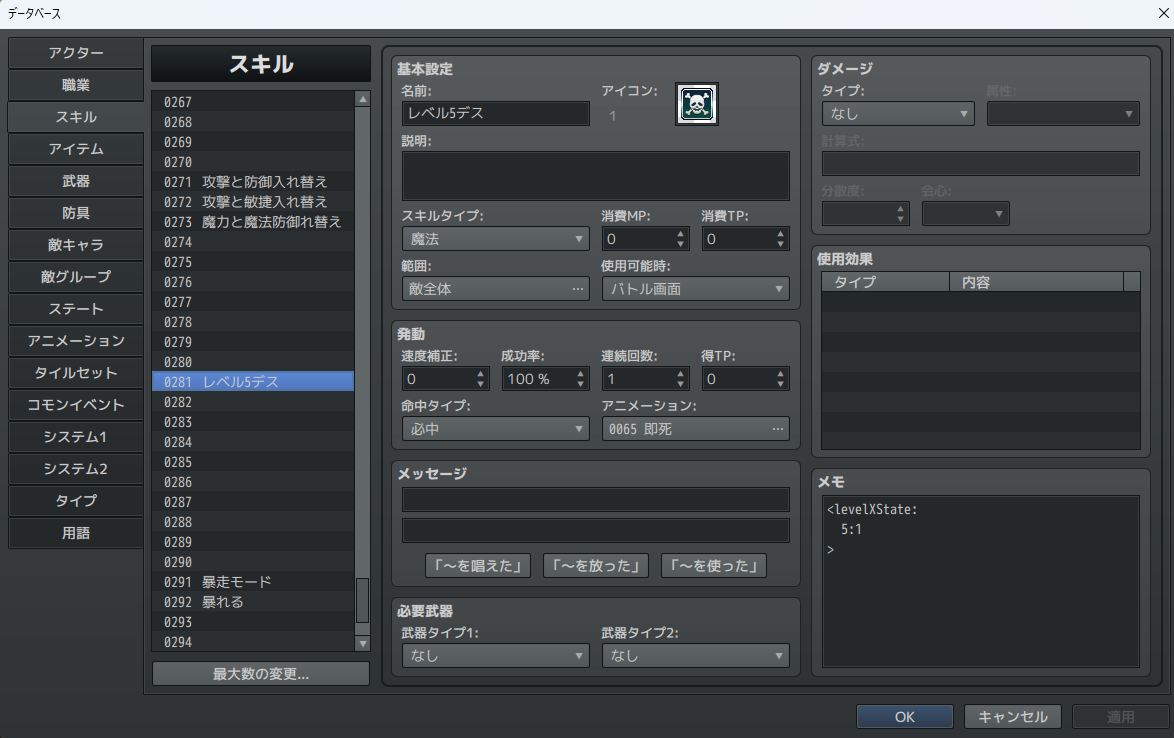 データベース
アクター
職業
スキル
アイテム
武器
防具
敵キャラ
敵グループ
ステート
アニメーション
タイルセット
コモンイベント
システム1
システム2
タイプ
用語
スキル
0267
0268
0269
0270
0271 攻撃と防御入れ替え
0272 攻撃と敏捷入れ替え
0273 魔力と魔法防御れ替え
0274
0275
0276
0277
0278
0279
0280
0281 レベル5デス
0282
0283
0284
0285
0286
0287
0288
0289
0290
0291 暴走モード
0292 暴れる
0293
0294
最大数の変更...
基本設定
名前: アイコン:
レベル5デス 1
説明:
スキルタイプ: 消費MP: 消費TP:
魔法 0 0
範囲: 使用可能時:
敵全体 ... バトル画面
発動
速度補正: 成功率: 連続回数: 得TP:
0 100 % 1 0
命中タイプ: アニメーション:
必中 0065 即死 ...
メッセージ
「～を唱えた」 「～を放った」 「～を使った」
必要武器
武器タイプ1: 武器タイプ2:
なし なし
ダメージ
タイプ: 属性:
なし
計算式:
分散度: 会心:
使用効果
タイプ 内容
メモ
<levelXState:
5:1
>
OK キャンセル 適用